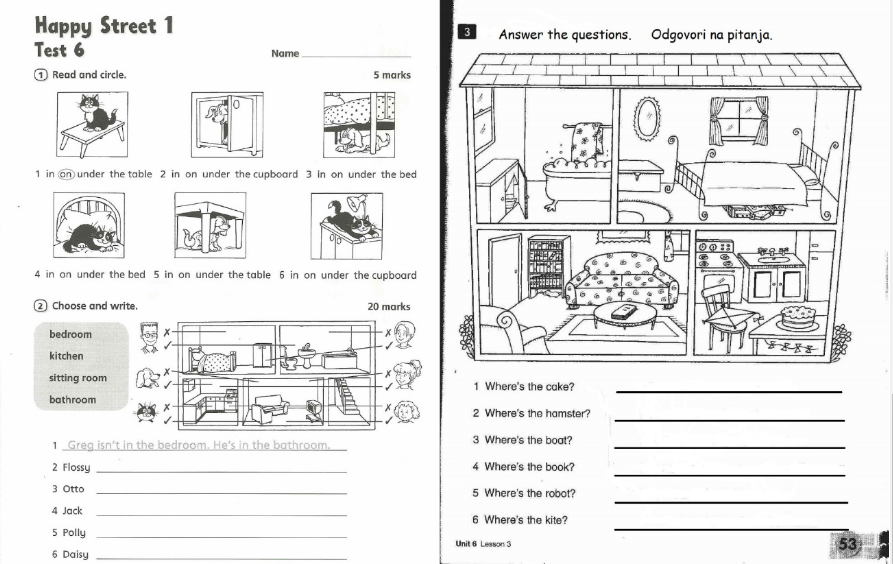 Happy Street 1
Test 6
Name
1 Read and circle. 5 marks
1 in on under the table 2 in on under the cupboard 3 in on under the bed
4 in on under the bed 5 in on under the table 6 in on under the cupboard
2 Choose and write. 20 marks
bedroom
kitchen
sitting room
bathroom
1 Greg isn't in the bedroom. He's in the bathroom.
2 Flossy
3 Otto
4 Jack
5 Polly
6 Daisy
3 Answer the questions. Odgovori na pitanja.
1 Where's the cake?
2 Where's the hamster?
3 Where's the boat?
4 Where's the book?
5 Where's the robot?
6 Where's the kite?
Unit 6 Lesson 3
53